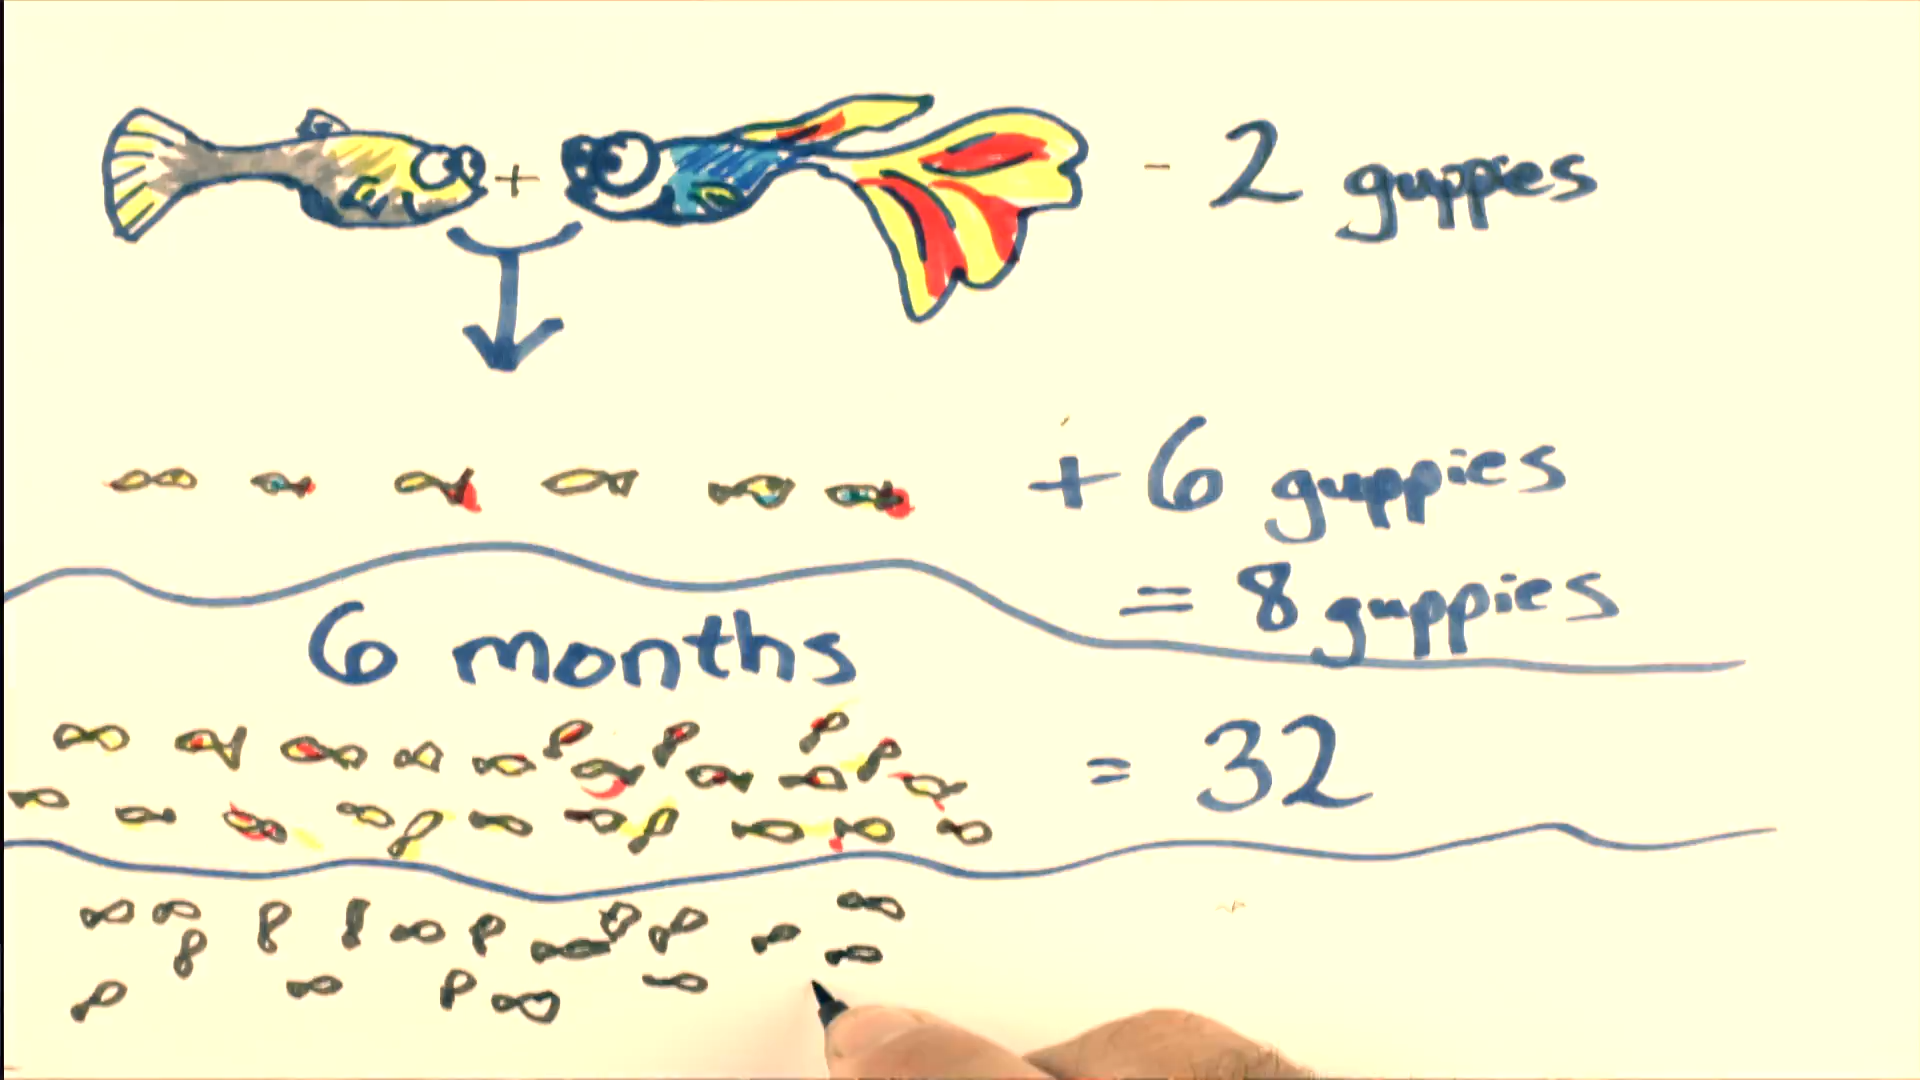 + - 2 guppies
+ 6 guppies
= 8 guppies
6 months
= 32